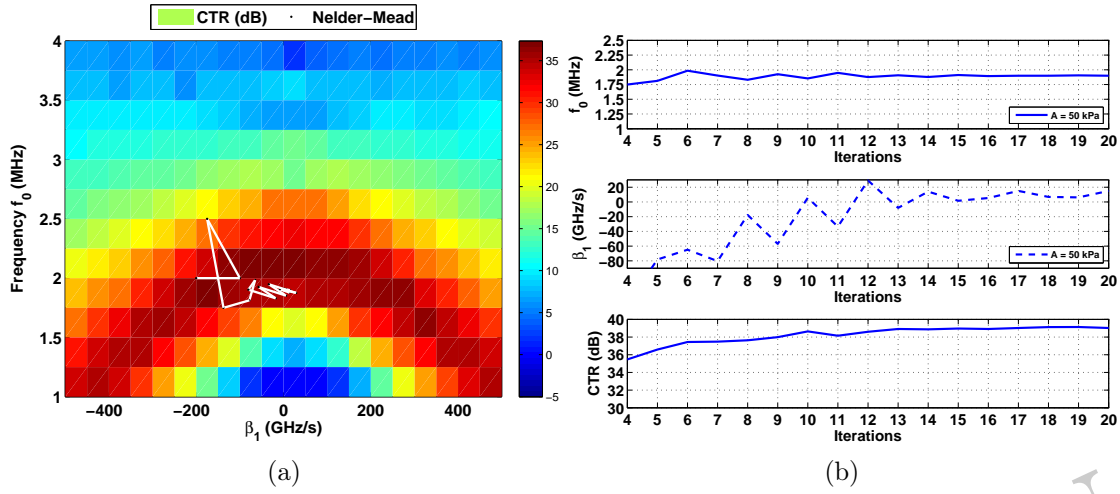 CTR (dB) Nelder−Mead
4
3.5
3
2.5
2
1.5
1
Frequency f0 (MHz)
−400 −200 0 200 400
β1 (GHz/s)
35
30
25
20
15
10
5
0
−5
(a)
2.5
2.25
2
1.75
1.5
1.25
1
f0 (MHz)
A = 50 kPa
4 5 6 7 8 9 10 11 12 13 14 15 16 17 18 19 20
Iterations
20
0
−20
−40
−60
−80
β1 (GHz/s)
A = 50 kPa
4 5 6 7 8 9 10 11 12 13 14 15 16 17 18 19 20
Iterations
40
38
36
34
32
30
CTR (dB)
4 5 6 7 8 9 10 11 12 13 14 15 16 17 18 19 20
Iterations
(b)